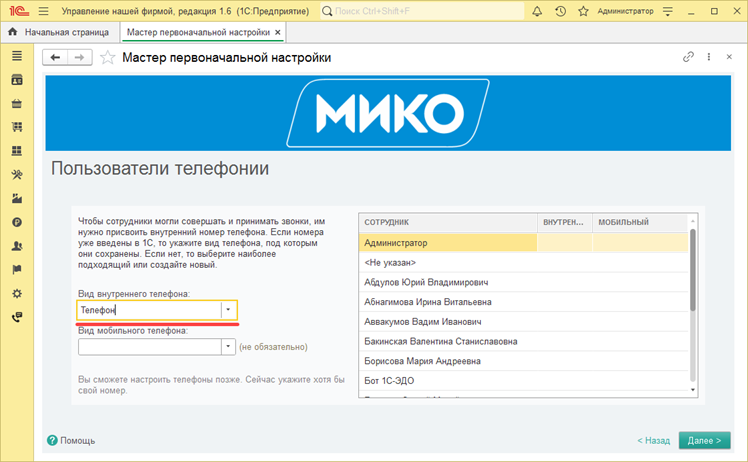 Управление нашей фирмой, редакция 1.6 (1С:Предприятие)
Поиск Ctrl+Shift+F
Администратор
Начальная страница
Мастер первоначальной настройки ×
Мастер первоначальной настройки
МИКО
Пользователи телефонии
Чтобы сотрудники могли совершать и принимать звонки, им
нужно присвоить внутренний номер телефона. Если номера
уже введены в 1С, то укажите вид телефона, под которым
они сохранены. Если нет, то выберите наиболее
подходящий или создайте новый.
Вид внутреннего телефона:
Телефон
Вид мобильного телефона:
(не обязательно)
Вы сможете настроить телефоны позже. Сейчас укажите хотя бы
свой номер.
СОТРУДНИК ВНУТРЕН... МОБИЛЬНЫЙ
Администратор
<Не указан>
Абдулов Юрий Владимирович
Абнагимова Ирина Витальевна
Аввакумов Вадим Иванович
Бакинская Валентина Станиславовна
Борисова Мария Андреевна
Бот 1С-ЭДО
? Помощь
< Назад
Далее >